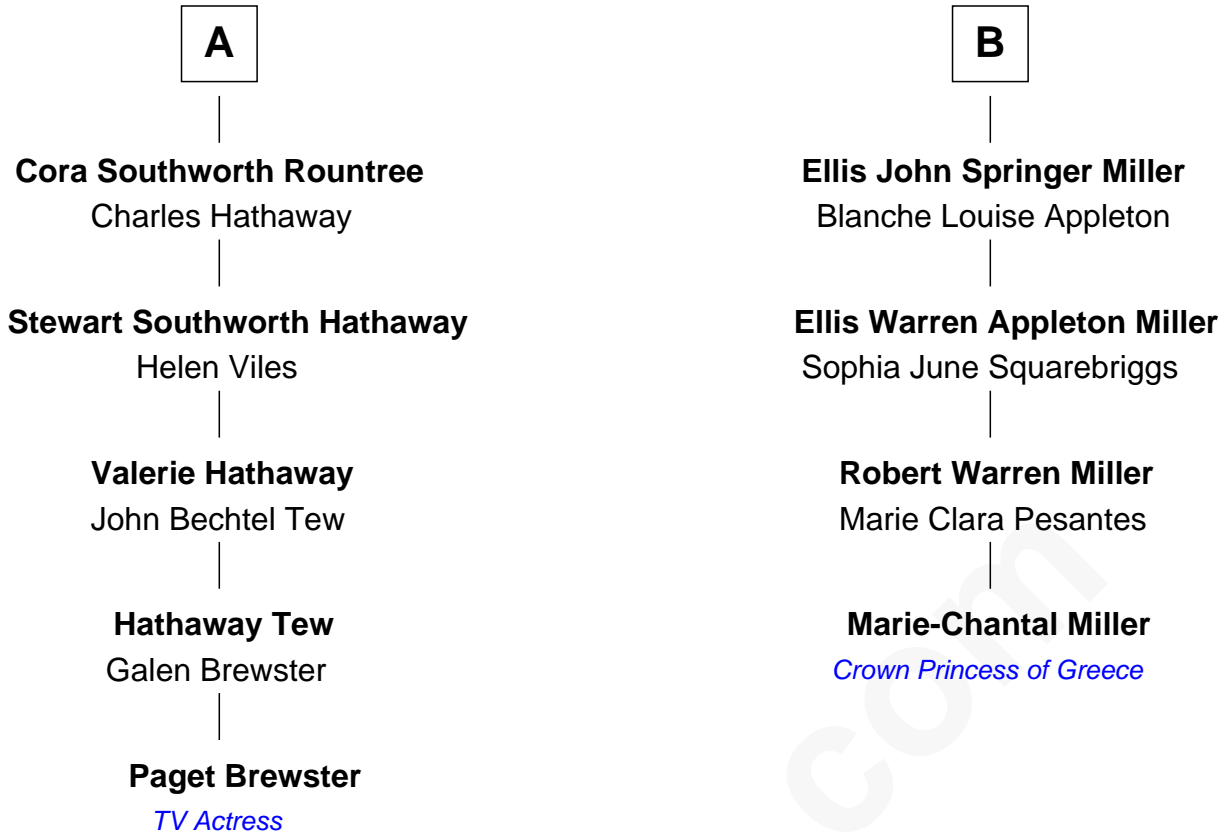 A
Cora Southworth Rountree
Charles Hathaway
Stewart Southworth Hathaway
Helen Viles
Valerie Hathaway
John Bechtel Tew
Hathaway Tew
Galen Brewster
Paget Brewster
TV Actress
B
Ellis John Springer Miller
Blanche Louise Appleton
Ellis Warren Appleton Miller
Sophia June Squarebriggs
Robert Warren Miller
Marie Clara Pesantes
Marie-Chantal Miller
Crown Princess of Greece
com